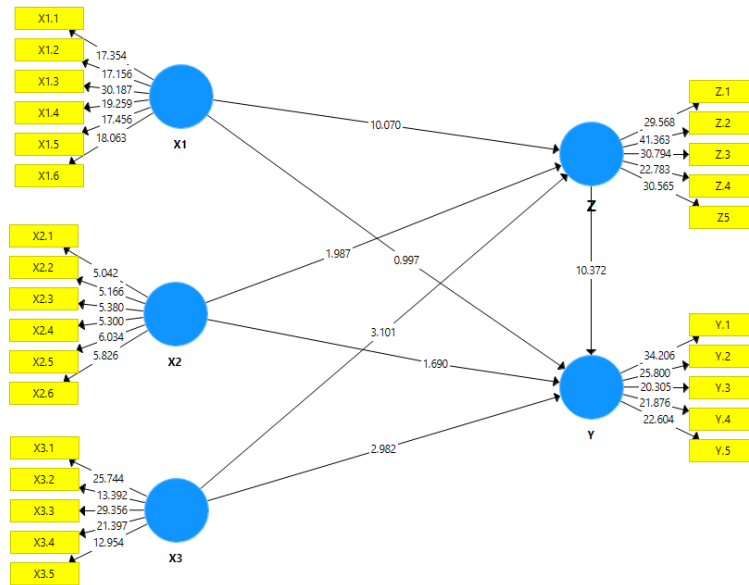 X1.1
X1.2
X1.3
X1.4
X1.5
X1.6
17.354
17.156
30.187
19.259
17.456
18.063
X1
10.070
0.997
X2.1
X2.2
X2.3
X2.4
X2.5
X2.6
5.042
5.166
5.380
5.300
6.034
5.826
X2
1.987
1.690
X3.1
X3.2
X3.3
X3.4
X3.5
25.744
13.392
29.356
21.397
12.954
X3
3.101
2.982
Z
29.568
41.363
30.794
22.783
30.565
Z.1
Z.2
Z.3
Z.4
Z5
10.372
Y
34.206
25.800
20.305
21.876
22.604
Y.1
Y.2
Y.3
Y.4
Y.5